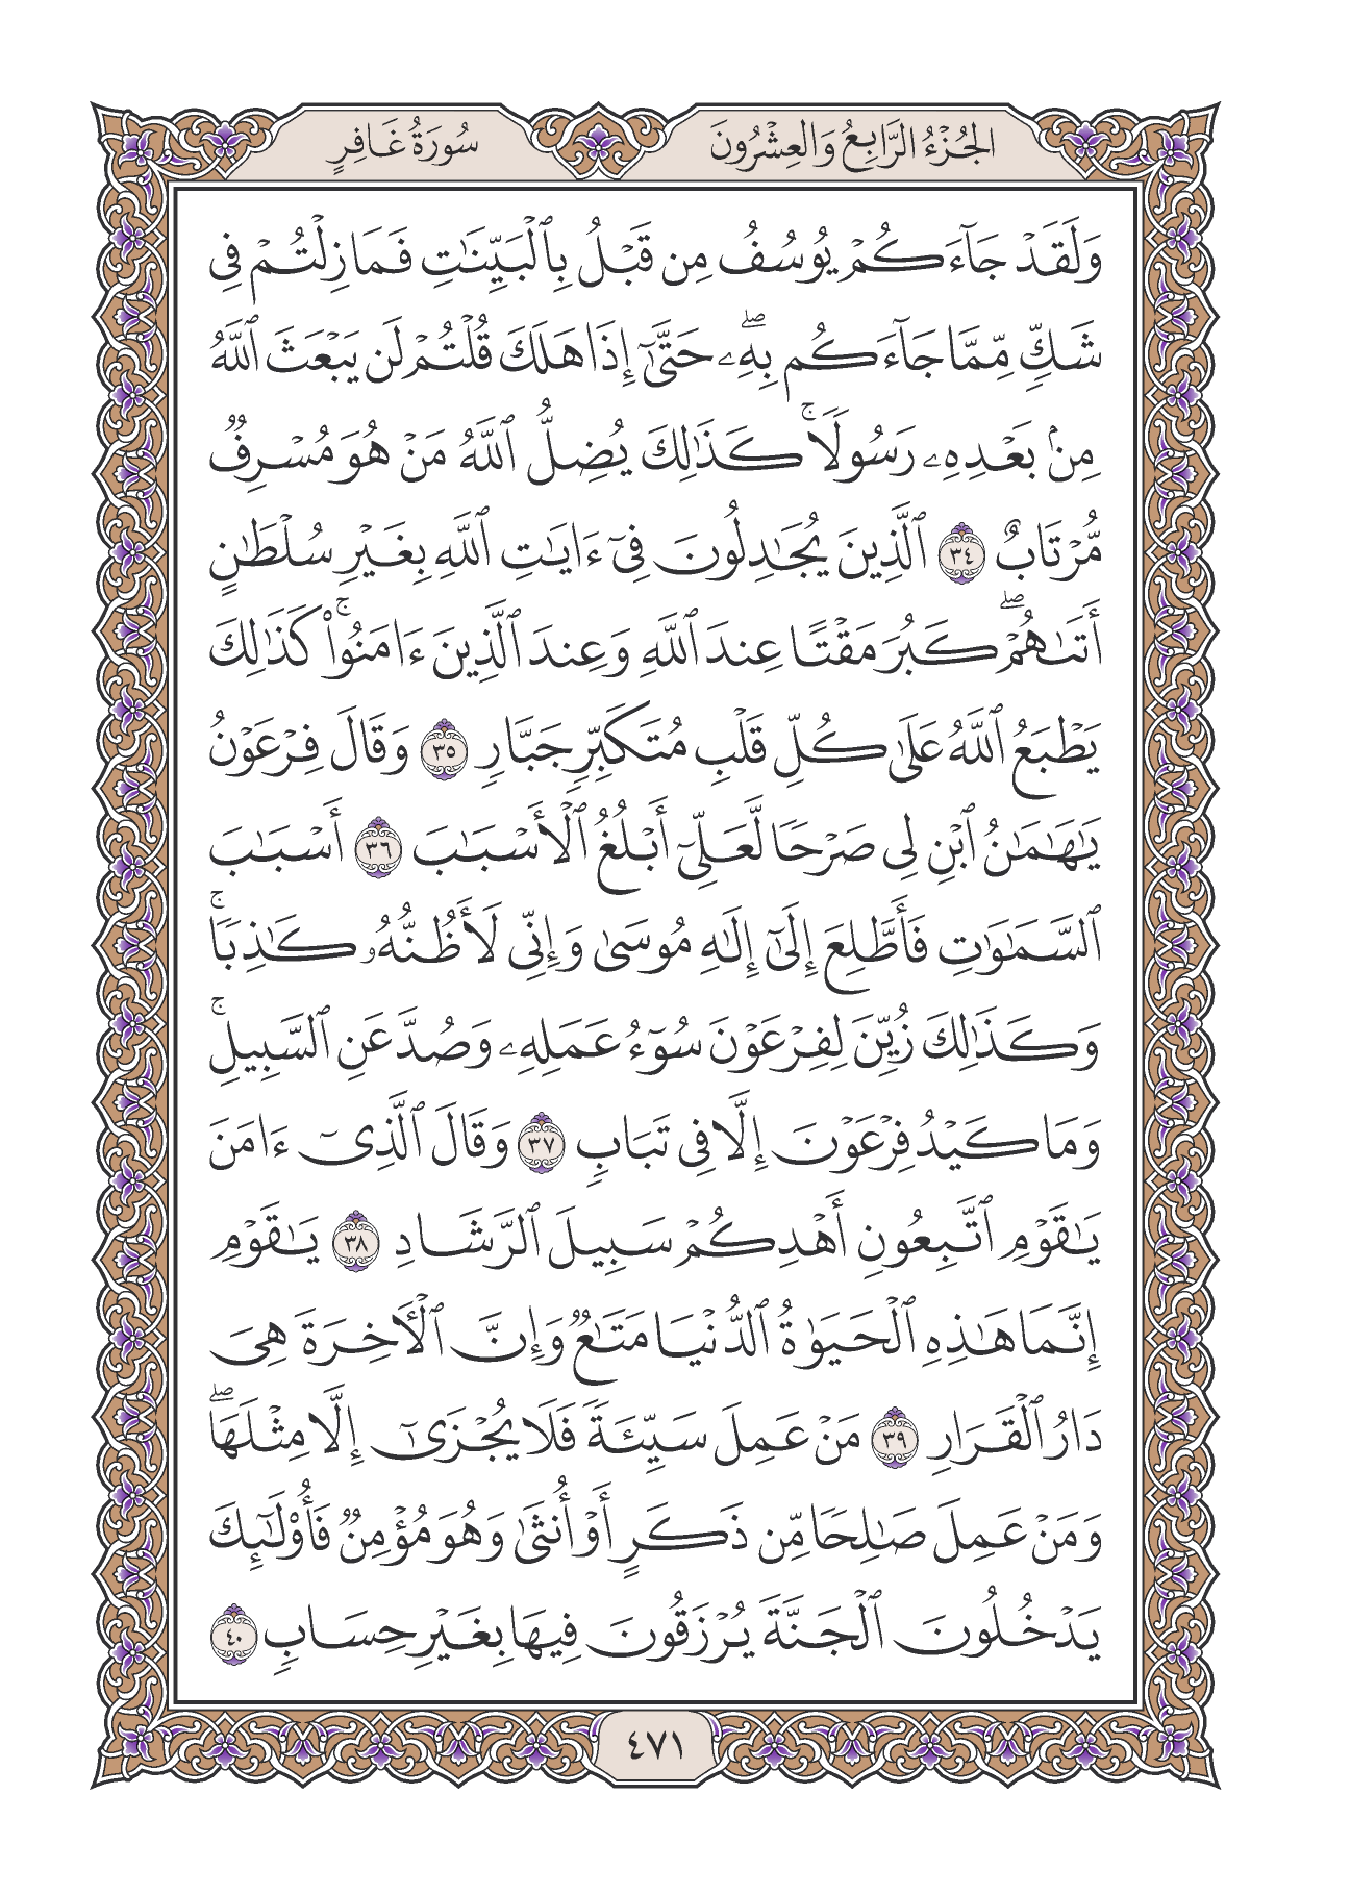 الجُزْءُ الرَّابِعُ وَالعِشْرُونَ
سُورَةُ غَافِرٍ
وَلَقَدْ جَآءَكُمْ يُوسُفُ مِن قَبْلُ بِٱلْبَيِّنَٰتِ فَمَا زِلْتُمْ فِى
شَكٍّ مِّمَّا جَآءَكُم بِهِۦۖ حَتَّىٰٓ إِذَا هَلَكَ قُلْتُمْ لَن يَبْعَثَ ٱللَّهُ
مِنۢ بَعْدِهِۦ رَسُولًاۚ كَذَٰلِكَ يُضِلُّ ٱللَّهُ مَنْ هُوَ مُسْرِفٌ
مُّرْتَابٌ ٣٤ ٱلَّذِينَ يُجَٰدِلُونَ فِىٓ ءَايَٰتِ ٱللَّهِ بِغَيْرِ سُلْطَٰنٍ
أَتَىٰهُمْۖ كَبُرَ مَقْتًا عِندَ ٱللَّهِ وَعِندَ ٱلَّذِينَ ءَامَنُوا۟ۚ كَذَٰلِكَ
يَطْبَعُ ٱللَّهُ عَلَىٰ كُلِّ قَلْبِ مُتَكَبِّرٍ جَبَّارٍ ٣٥ وَقَالَ فِرْعَوْنُ
يَٰهَٰمَٰنُ ٱبْنِ لِى صَرْحًا لَّعَلِّىٓ أَبْلُغُ ٱلْأَسْبَٰبَ ٣٦ أَسْبَٰبَ
ٱلسَّمَٰوَٰتِ فَأَطَّلِعَ إِلَىٰٓ إِلَٰهِ مُوسَىٰ وَإِنِّى لَأَظُنُّهُۥ كَٰذِبًاۚ
وَكَذَٰلِكَ زُيِّنَ لِفِرْعَوْنَ سُوٓءُ عَمَلِهِۦ وَصُدَّ عَنِ ٱلسَّبِيلِۚ
وَمَا كَيْدُ فِرْعَوْنَ إِلَّا فِى تَبَابٍ ٣٧ وَقَالَ ٱلَّذِىٓ ءَامَنَ
يَٰقَوْمِ ٱتَّبِعُونِ أَهْدِكُمْ سَبِيلَ ٱلرَّشَادِ ٣٨ يَٰقَوْمِ
إِنَّمَا هَٰذِهِ ٱلْحَيَوٰةُ ٱلدُّنْيَا مَتَٰعٌ وَإِنَّ ٱلْأَخِرَةَ هِىَ
دَارُ ٱلْقَرَارِ ٣٩ مَنْ عَمِلَ سَيِّئَةً فَلَا يُجْزَىٰٓ إِلَّا مِثْلَهَاۖ
وَمَنْ عَمِلَ صَٰلِحًا مِّن ذَكَرٍ أَوْ أُنثَىٰ وَهُوَ مُؤْمِنٌ فَأُو۟لَٰٓئِكَ
يَدْخُلُونَ ٱلْجَنَّةَ يُرْزَقُونَ فِيهَا بِغَيْرِ حِسَابٍ ٤٠
٤٧١